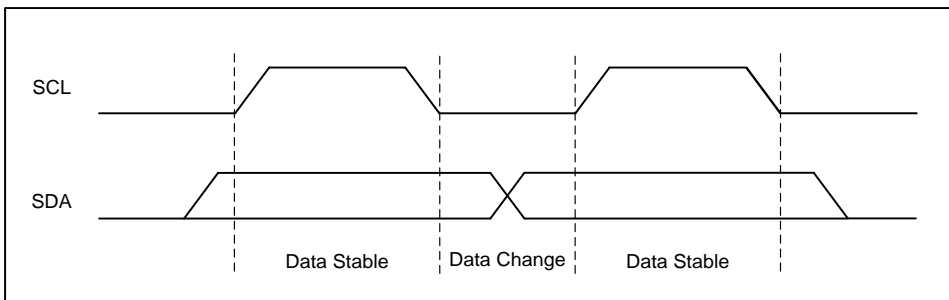 SCL
SDA
Data Stable
Data Change
Data Stable